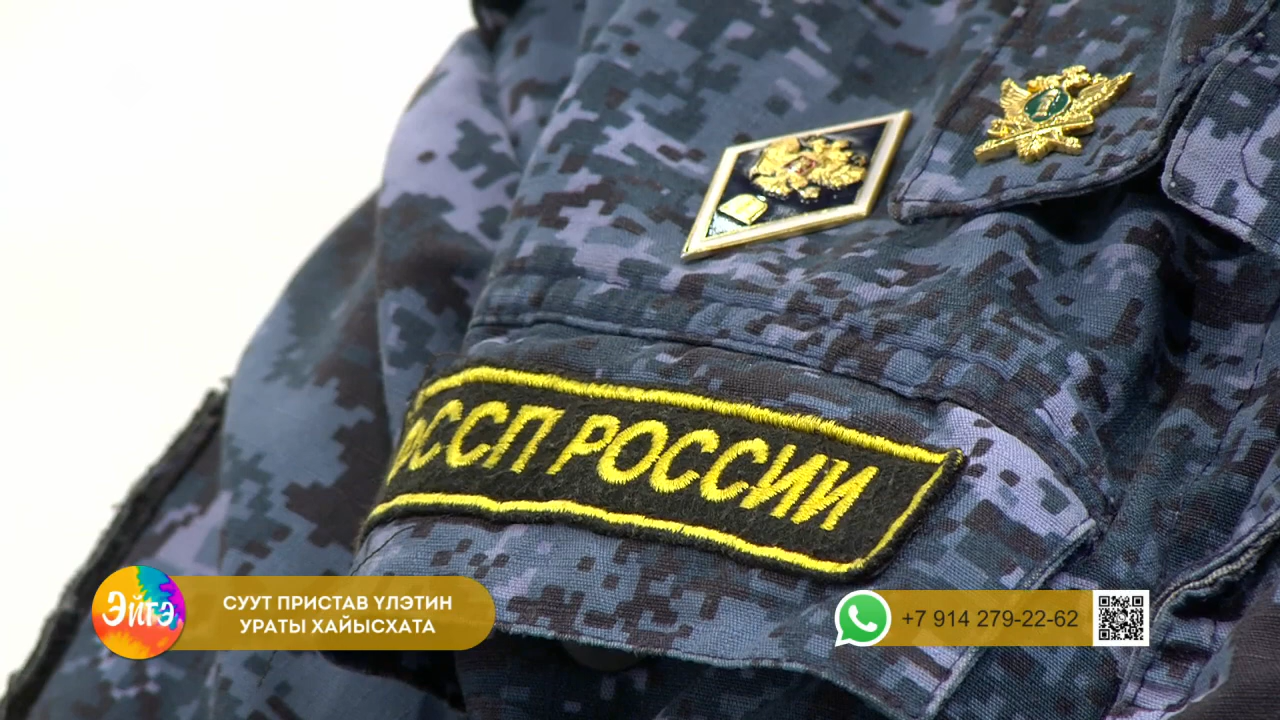 ФССП РОССИИ
Эйгэ
СУУТ ПРИСТАВ ҮЛЭТИН
УРАТЫ ХАЙЫСХАТА
+7 914 279-22-62